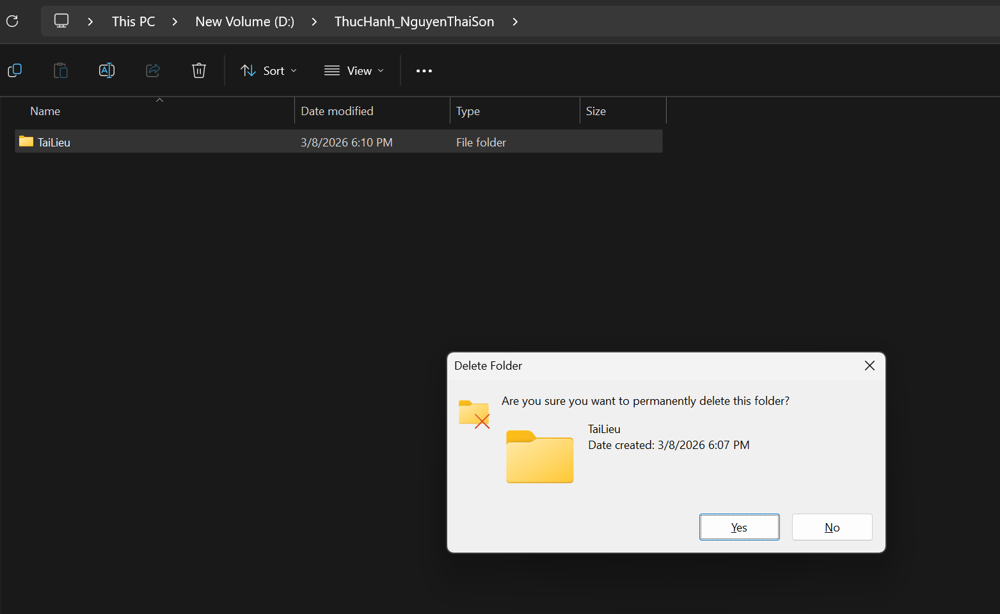 This PC New Volume (D:) ThucHanh_NguyenThaiSon
A Sort View
Name Date modified Type Size
TaiLieu 3/8/2026 6:10 PM File folder
Delete Folder
Are you sure you want to permanently delete this folder?
TaiLieu
Date created: 3/8/2026 6:07 PM
Yes No